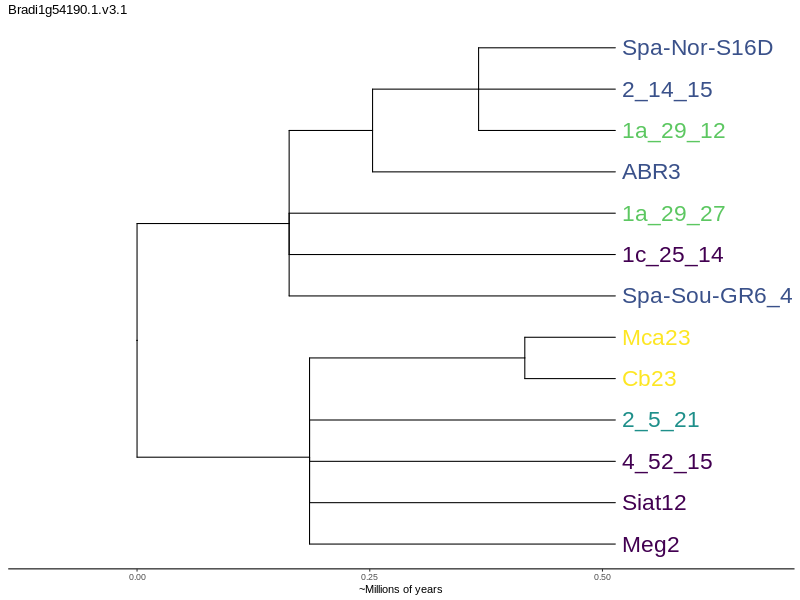 Bradi1g54190.1.v3.1
Spa-Nor-S16D
2_14_15
1a_29_12
ABR3
1a_29_27
1c_25_14
Spa-Sou-GR6_4
Mca23
Cb23
2_5_21
4_52_15
Siat12
Meg2
0.00 0.25 0.50
~Millions of years